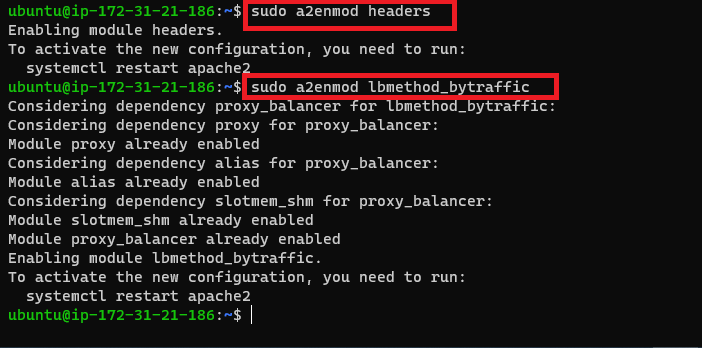 ubuntu@ip-172-31-21-186:~$ sudo a2enmod headers
Enabling module headers.
To activate the new configuration, you need to run:
  systemctl restart apache2
ubuntu@ip-172-31-21-186:~$ sudo a2enmod lbmethod_bytraffic
Considering dependency proxy_balancer for lbmethod_bytraffic:
Considering dependency proxy for proxy_balancer:
Module proxy already enabled
Considering dependency alias for proxy_balancer:
Module alias already enabled
Considering dependency slotmem_shm for proxy_balancer:
Module slotmem_shm already enabled
Module proxy_balancer already enabled
Enabling module lbmethod_bytraffic.
To activate the new configuration, you need to run:
  systemctl restart apache2
ubuntu@ip-172-31-21-186:~$